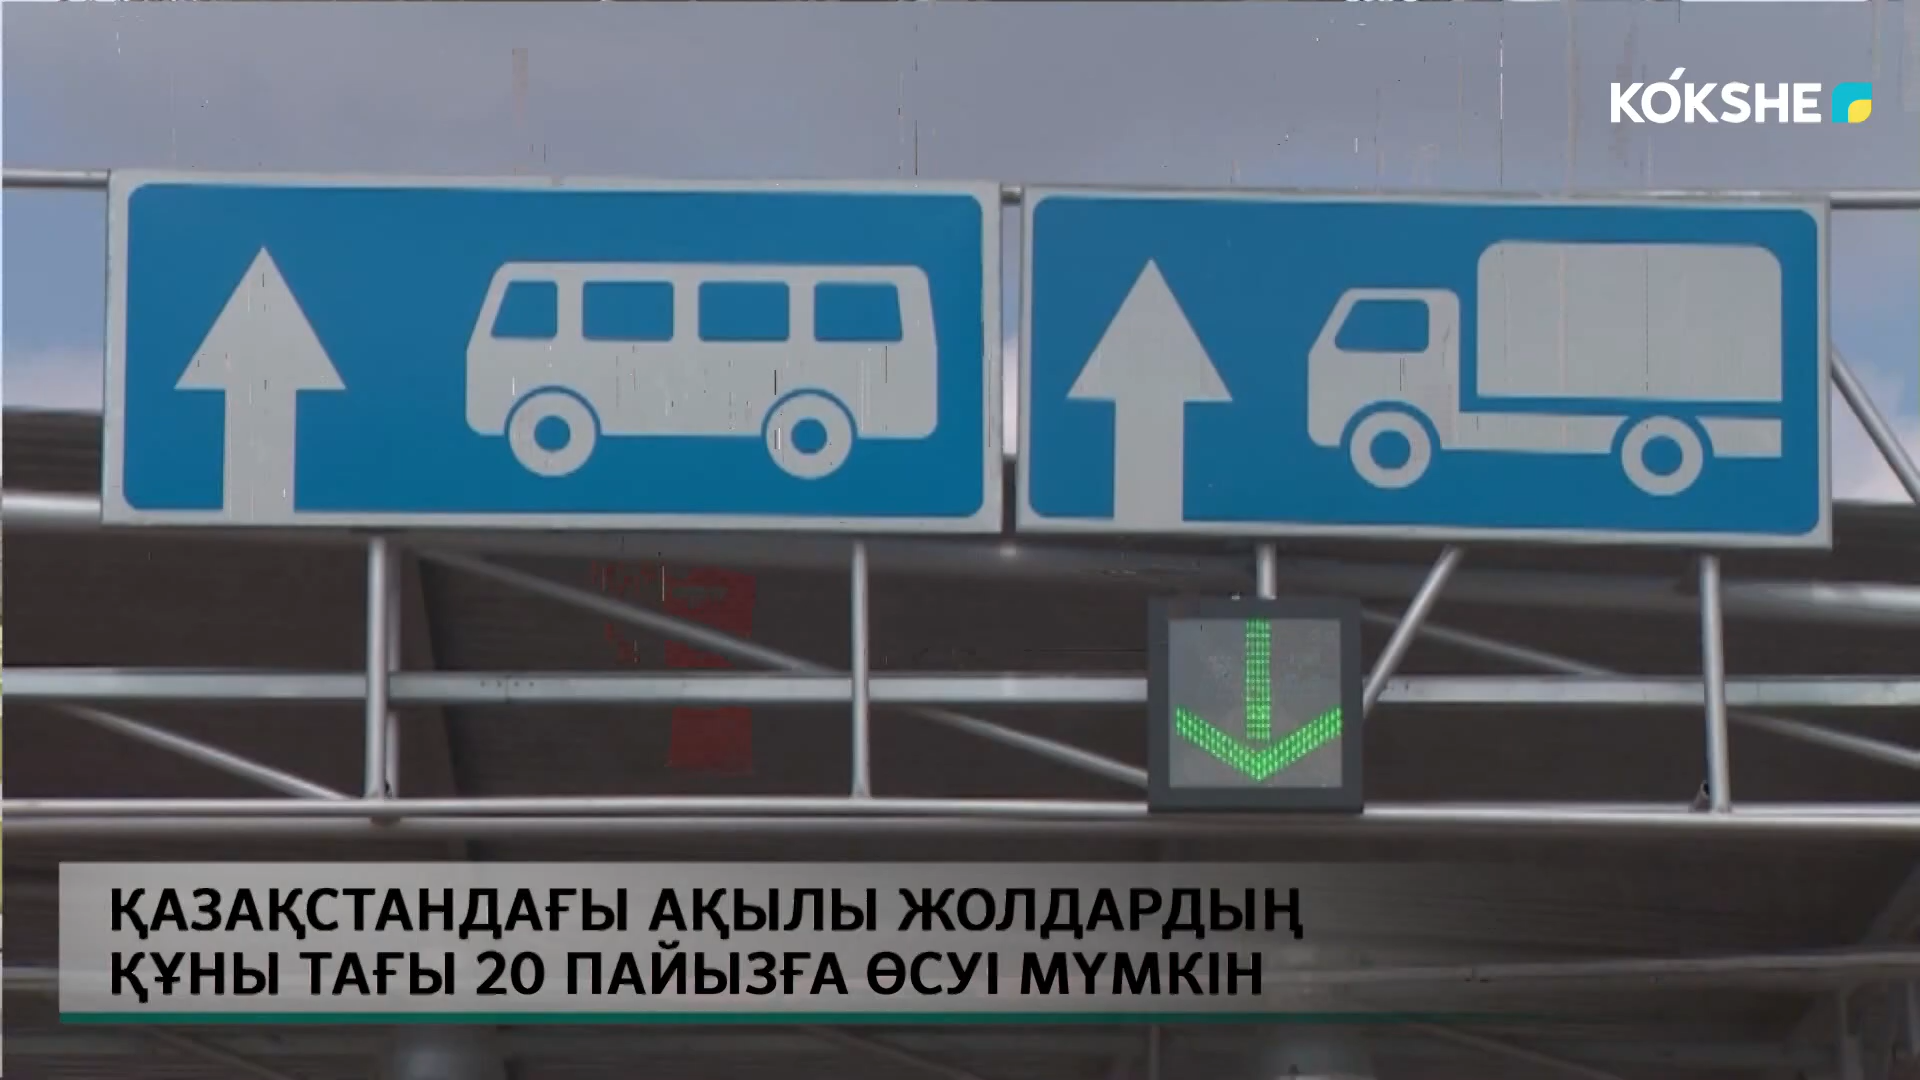 KÓKSHE
ҚАЗАҚСТАНДАҒЫ АҚЫЛЫ ЖОЛДАРДЫҢ
ҚҰНЫ ТАҒЫ 20 ПАЙЫЗҒА ӨСУІ МҮМКІН